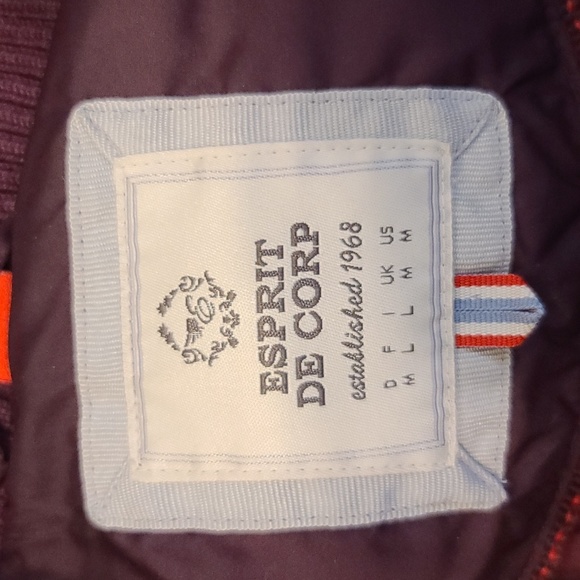 ESPRIT
DE CORP
established 1968
D F I UK US
M L L M M